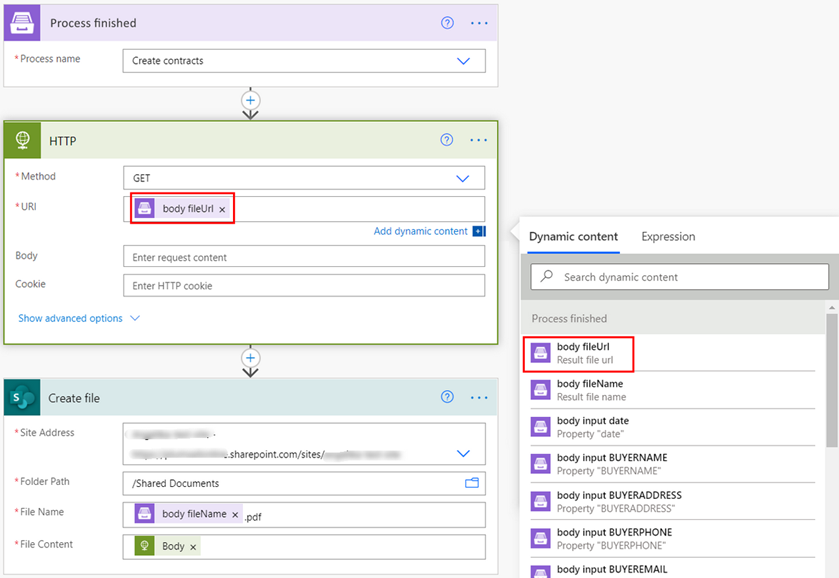 Process finished
*Process name
Create contracts
HTTP
*Method
GET
*URI
body fileUrl ×
Add dynamic content
Body
Enter request content
Cookie
Enter HTTP cookie
Show advanced options
S
Create file
*Site Address
.sharepoint.com/sites/
*Folder Path
/Shared Documents
*File Name
body fileName × .pdf
*File Content
Body ×
Dynamic content
Expression
Search dynamic content
Process finished
body fileUrl
Result file url
body fileName
Result file name
body input date
Property "date"
body input BUYERNAME
Property "BUYERNAME"
body input BUYERADDRESS
Property "BUYERADDRESS"
body input BUYERPHONE
Property "BUYERPHONE"
body input BUYEREMAIL